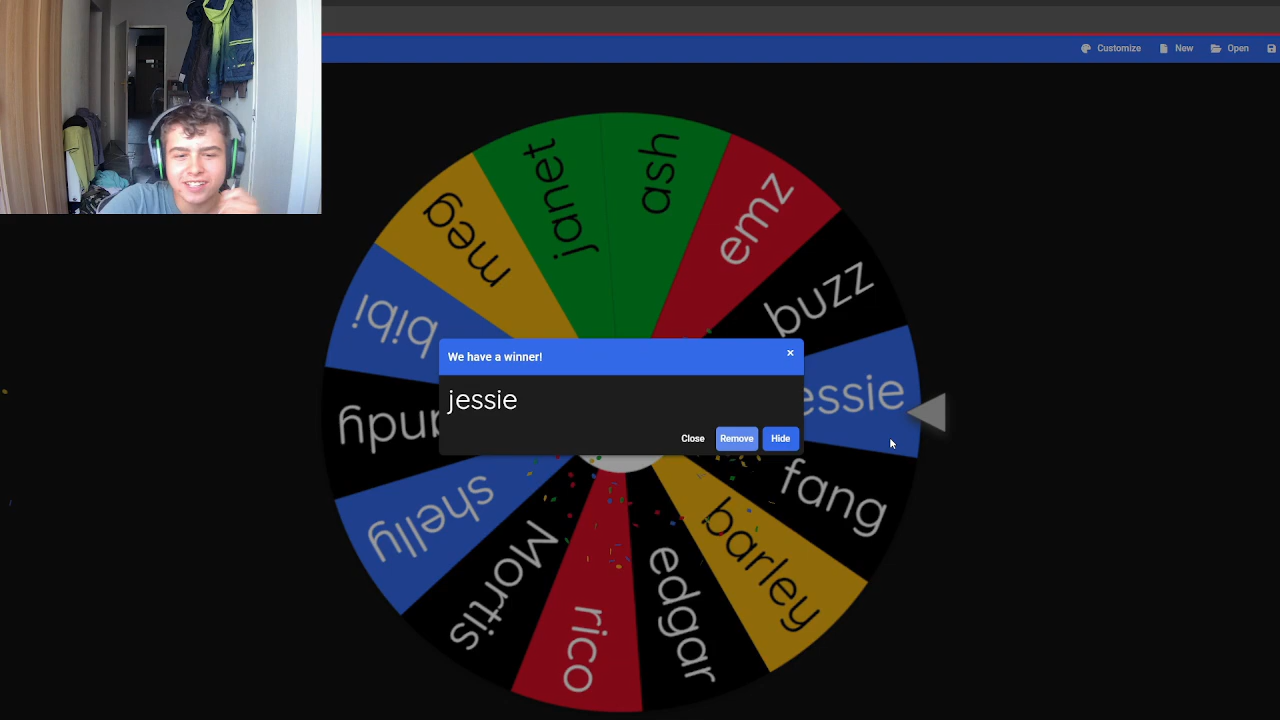 Customize New Open
janet
ash
meg
emz
bibi
buzz
We have a winner!
jessie
Close Remove Hide
essie
fang
shelly
barley
Mortis
edgar
rico